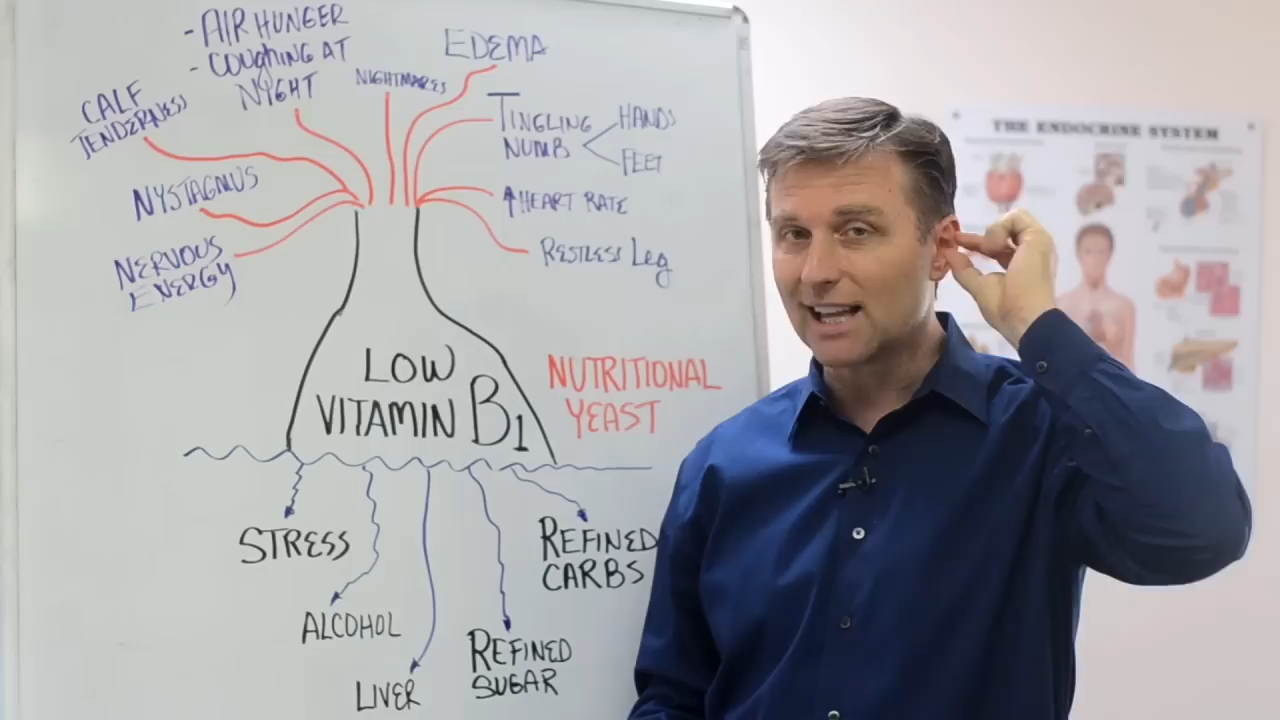 - AIR HUNGER
- COUGHING AT
NIGHT
NIGHTMARES
EDEMA
CALF
TENDERNESS
TINGLING
NUMB
HANDS
FEET
NYSTAGMUS
↑HEART RATE
NERVOUS
ENERGY
RESTLESS Leg
LOW
VITAMIN B1
NUTRITIONAL
YEAST
STRESS
ALCOHOL
LIVER
REFINED
SUGAR
REFINED
CARBS
THE ENDOCRINE SYSTEM